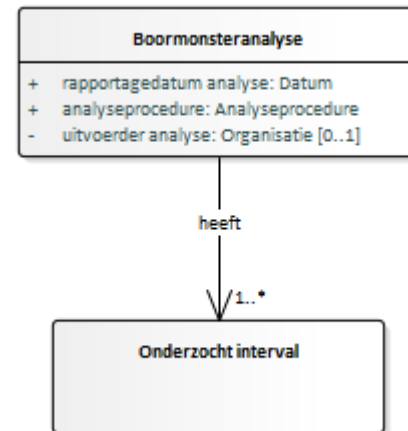 Boormonsteranalyse
+ rapportagedatum analyse: Datum
+ analyseprocedure: Analyseprocedure
- uitvoerder analyse: Organisatie [0..1]
heeft
1..*
Onderzocht interval